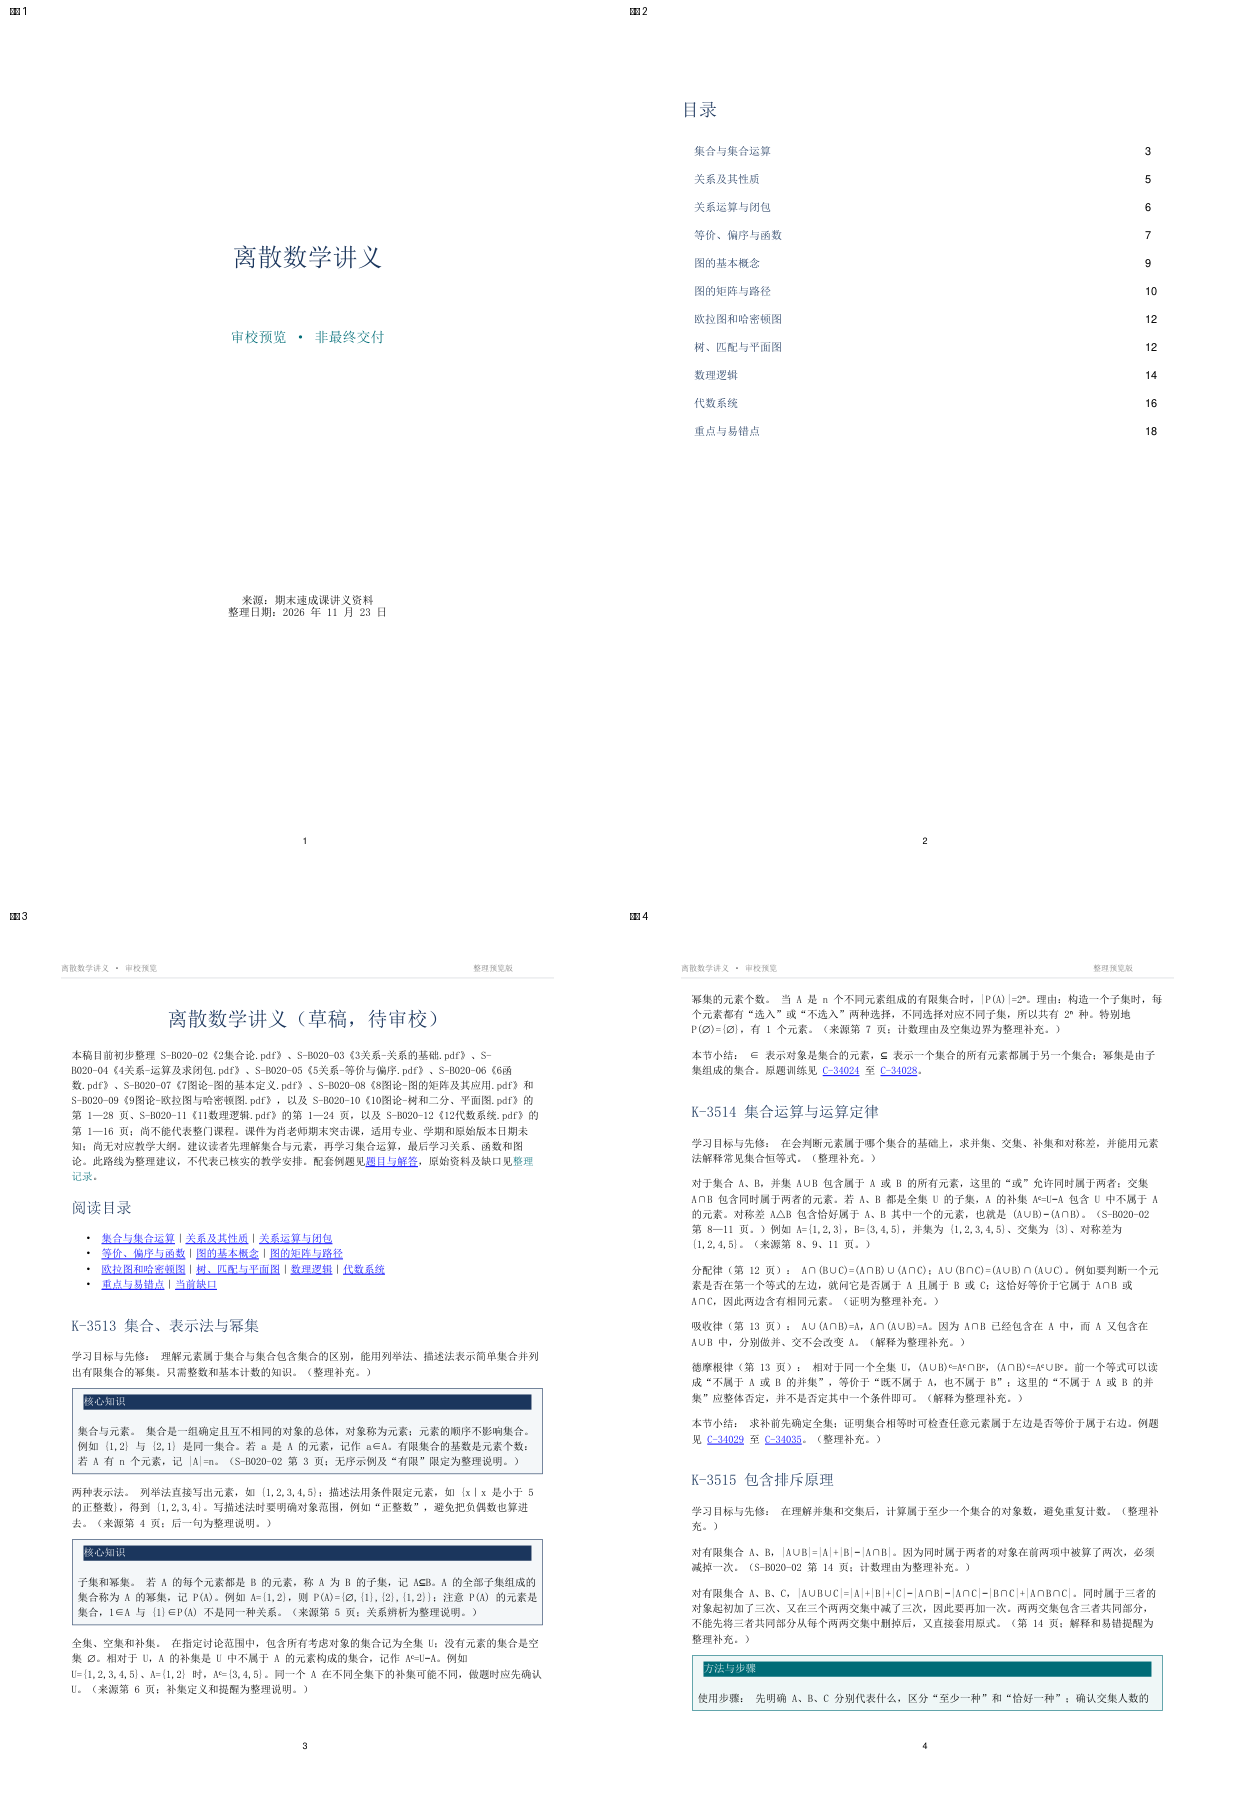 1
离散数学讲义
审校预览 • 非最终交付
来源：期末速成课讲义资料
整理日期：2026 年 11 月 23 日
1
2
目录
集合与集合运算 3
关系及其性质 5
关系运算与闭包 6
等价、偏序与函数 7
图的基本概念 9
图的矩阵与路径 10
欧拉图和哈密顿图 12
树、匹配与平面图 12
数理逻辑 14
代数系统 16
重点与易错点 18
2
3
离散数学讲义 • 审校预览 整理预览版
离散数学讲义（草稿，待审校）
本稿目前初步整理 S-B020-02《2集合论.pdf》、S-B020-03《3关系-关系的基础.pdf》、S-
B020-04《4关系-运算及求闭包.pdf》、S-B020-05《5关系-等价与偏序.pdf》、S-B020-06《6函
数.pdf》、S-B020-07《7图论-图的基本定义.pdf》、S-B020-08《8图论-图的矩阵及其应用.pdf》和
S-B020-09《9图论-欧拉图与哈密顿图.pdf》，以及 S-B020-10《10图论-树和二分、平面图.pdf》的
第 1—28 页、S-B020-11《11数理逻辑.pdf》的第 1—24 页，以及 S-B020-12《12代数系统.pdf》的
第 1—16 页；尚不能代表整门课程。课件为肖老师期末突击课，适用专业、学期和原始版本日期未
知；尚无对应教学大纲。建议读者先理解集合与元素，再学习集合运算，最后学习关系、函数和图
论。此路线为整理建议，不代表已核实的教学安排。配套例题见题目与解答，原始资料及缺口见整理
记录。
阅读目录
• 集合与集合运算 | 关系及其性质 | 关系运算与闭包
• 等价、偏序与函数 | 图的基本概念 | 图的矩阵与路径
• 欧拉图和哈密顿图 | 树、匹配与平面图 | 数理逻辑 | 代数系统
• 重点与易错点 | 当前缺口
K-3513 集合、表示法与幂集
学习目标与先修： 理解元素属于集合与集合包含集合的区别，能用列举法、描述法表示简单集合并列
出有限集合的幂集。只需整数和基本计数的知识。（整理补充。）
核心知识
集合与元素。 集合是一组确定且互不相同的对象的总体，对象称为元素；元素的顺序不影响集合。
例如 {1,2} 与 {2,1} 是同一集合。若 a 是 A 的元素，记作 a∈A。有限集合的基数是元素个数：
若 A 有 n 个元素，记 |A|=n。（S-B020-02 第 3 页；无序示例及“有限”限定为整理说明。）
两种表示法。 列举法直接写出元素，如 {1,2,3,4,5}；描述法用条件限定元素，如 {x|x 是小于 5
的正整数}，得到 {1,2,3,4}。写描述法时要明确对象范围，例如“正整数”，避免把负偶数也算进
去。（来源第 4 页；后一句为整理说明。）
核心知识
子集和幂集。 若 A 的每个元素都是 B 的元素，称 A 为 B 的子集，记 A⊆B。A 的全部子集组成的
集合称为 A 的幂集，记 P(A)。例如 A={1,2}，则 P(A)={∅,{1},{2},{1,2}}；注意 P(A) 的元素是
集合，1∈A 与 {1}∈P(A) 不是同一种关系。（来源第 5 页；关系辨析为整理说明。）
全集、空集和补集。 在指定讨论范围中，包含所有考虑对象的集合记为全集 U；没有元素的集合是空
集 ∅。相对于 U，A 的补集是 U 中不属于 A 的元素构成的集合，记作 Aᶜ=U−A。例如
U={1,2,3,4,5}、A={1,2} 时，Aᶜ={3,4,5}。同一个 A 在不同全集下的补集可能不同，做题时应先确认
U。（来源第 6 页；补集定义和提醒为整理说明。）
3
4
离散数学讲义 • 审校预览 整理预览版
幂集的元素个数。 当 A 是 n 个不同元素组成的有限集合时，|P(A)|=2ⁿ。理由：构造一个子集时，每
个元素都有“选入”或“不选入”两种选择，不同选择对应不同子集，所以共有 2ⁿ 种。特别地
P(∅)={∅}，有 1 个元素。（来源第 7 页；计数理由及空集边界为整理补充。）
本节小结： ∈ 表示对象是集合的元素，⊆ 表示一个集合的所有元素都属于另一个集合；幂集是由子
集组成的集合。原题训练见 C-34024 至 C-34028。
K-3514 集合运算与运算定律
学习目标与先修： 在会判断元素属于哪个集合的基础上，求并集、交集、补集和对称差，并能用元素
法解释常见集合恒等式。（整理补充。）
对于集合 A、B，并集 A∪B 包含属于 A 或 B 的所有元素，这里的“或”允许同时属于两者；交集
A∩B 包含同时属于两者的元素。若 A、B 都是全集 U 的子集，A 的补集 Aᶜ=U−A 包含 U 中不属于 A
的元素。对称差 A△B 包含恰好属于 A、B 其中一个的元素，也就是 (A∪B)−(A∩B)。（S-B020-02
第 8—11 页。）例如 A={1,2,3}，B={3,4,5}，并集为 {1,2,3,4,5}、交集为 {3}、对称差为
{1,2,4,5}。（来源第 8、9、11 页。）
分配律（第 12 页）： A∩(B∪C)=(A∩B)∪(A∩C)；A∪(B∩C)=(A∪B)∩(A∪C)。例如要判断一个元
素是否在第一个等式的左边，就问它是否属于 A 且属于 B 或 C；这恰好等价于它属于 A∩B 或
A∩C，因此两边含有相同元素。（证明为整理补充。）
吸收律（第 13 页）： A∪(A∩B)=A，A∩(A∪B)=A。因为 A∩B 已经包含在 A 中，而 A 又包含在
A∪B 中，分别做并、交不会改变 A。（解释为整理补充。）
德摩根律（第 13 页）： 相对于同一个全集 U，(A∪B)ᶜ=Aᶜ∩Bᶜ，(A∩B)ᶜ=Aᶜ∪Bᶜ。前一个等式可以读
成“不属于 A 或 B 的并集”，等价于“既不属于 A，也不属于 B”；这里的“不属于 A 或 B 的并
集”应整体否定，并不是否定其中一个条件即可。（解释为整理补充。）
本节小结： 求补前先确定全集；证明集合相等时可检查任意元素属于左边是否等价于属于右边。例题
见 C-34029 至 C-34035。（整理补充。）
K-3515 包含排斥原理
学习目标与先修： 在理解并集和交集后，计算属于至少一个集合的对象数，避免重复计数。（整理补
充。）
对有限集合 A、B，|A∪B|=|A|+|B|−|A∩B|。因为同时属于两者的对象在前两项中被算了两次，必须
减掉一次。（S-B020-02 第 14 页；计数理由为整理补充。）
对有限集合 A、B、C，|A∪B∪C|=|A|+|B|+|C|−|A∩B|−|A∩C|−|B∩C|+|A∩B∩C|。同时属于三者的
对象起初加了三次、又在三个两两交集中减了三次，因此要再加一次。两两交集包含三者共同部分，
不能先将三者共同部分从每个两两交集中删掉后，又直接套用原式。（第 14 页；解释和易错提醒为
整理补充。）
方法与步骤
使用步骤： 先明确 A、B、C 分别代表什么，区分“至少一种”和“恰好一种”；确认交集人数的
4